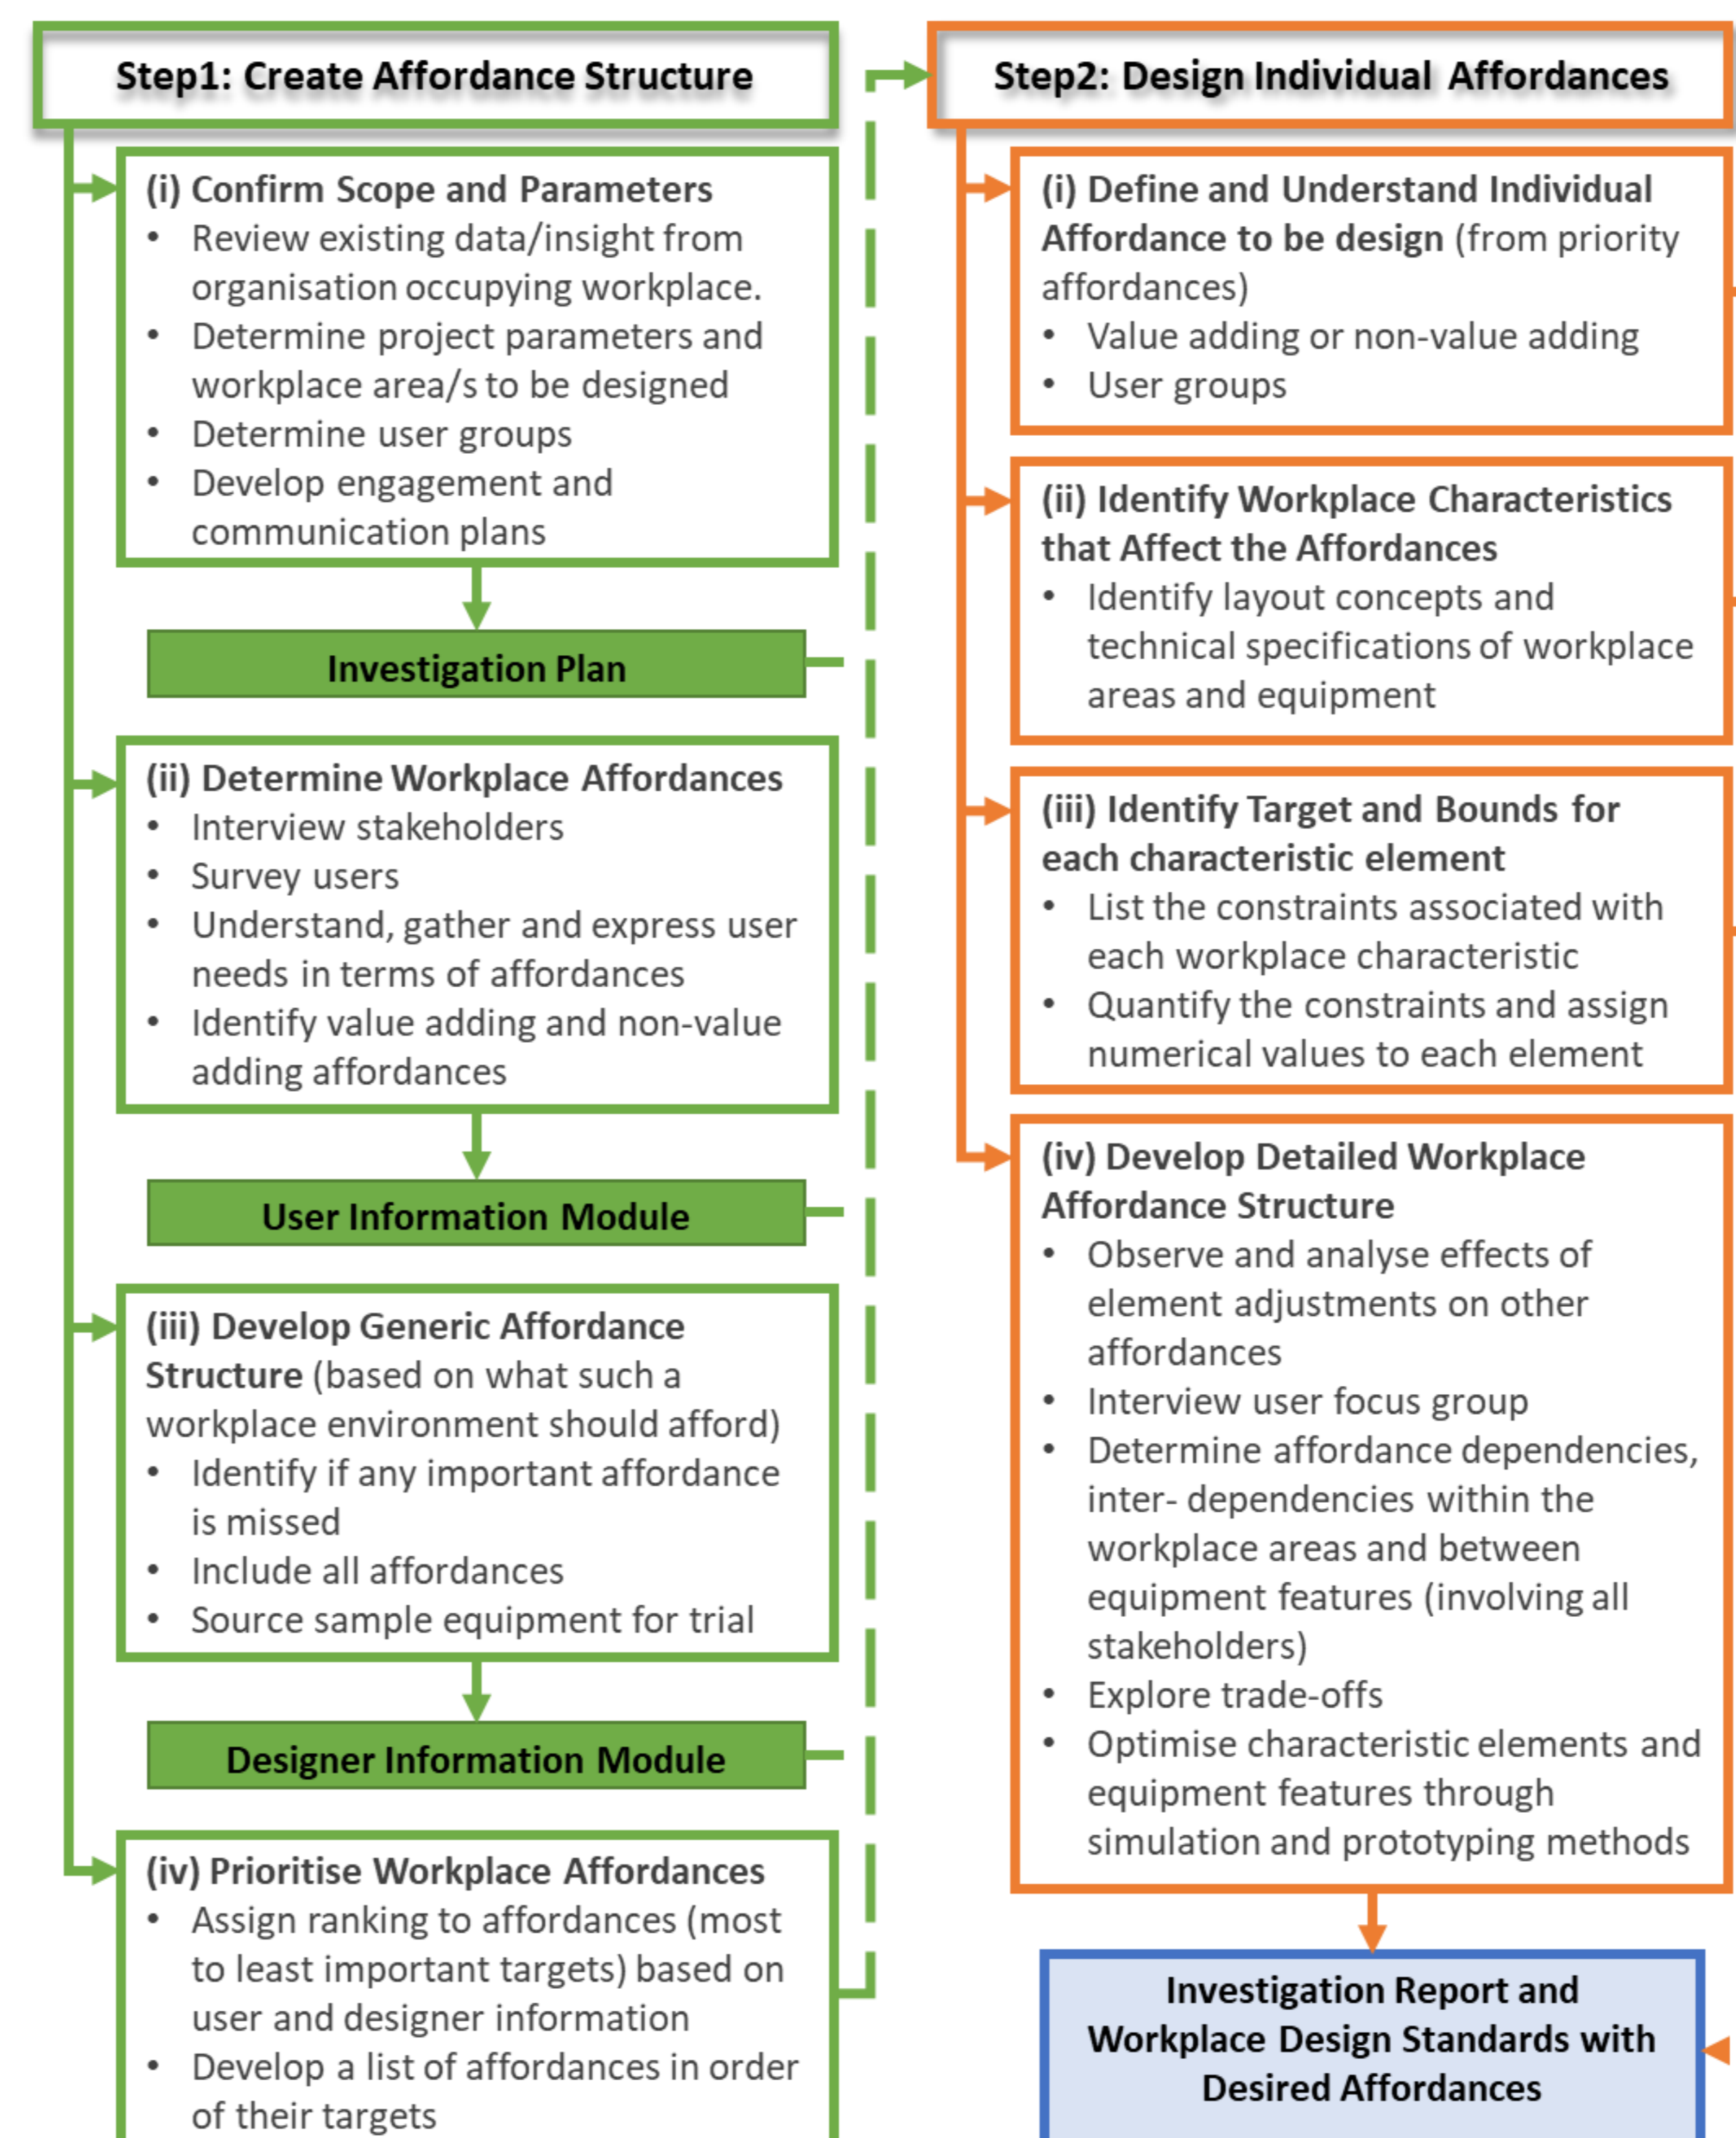 Step1: Create Affordance Structure
(i) Confirm Scope and Parameters
• Review existing data/insight from
organisation occupying workplace.
• Determine project parameters and
workplace area/s to be designed
• Determine user groups
• Develop engagement and
communication plans
Investigation Plan
(ii) Determine Workplace Affordances
• Interview stakeholders
• Survey users
• Understand, gather and express user
needs in terms of affordances
• Identify value adding and non-value
adding affordances
User Information Module
(iii) Develop Generic Affordance
Structure (based on what such a
workplace environment should afford)
• Identify if any important affordance
is missed
• Include all affordances
• Source sample equipment for trial
Designer Information Module
(iv) Prioritise Workplace Affordances
• Assign ranking to affordances (most
to least important targets) based on
user and designer information
• Develop a list of affordances in order
of their targets
Step2: Design Individual Affordances
(i) Define and Understand Individual
Affordance to be design (from priority
affordances)
• Value adding or non-value adding
• User groups
(ii) Identify Workplace Characteristics
that Affect the Affordances
• Identify layout concepts and
technical specifications of workplace
areas and equipment
(iii) Identify Target and Bounds for
each characteristic element
• List the constraints associated with
each workplace characteristic
• Quantify the constraints and assign
numerical values to each element
(iv) Develop Detailed Workplace
Affordance Structure
• Observe and analyse effects of
element adjustments on other
affordances
• Interview user focus group
• Determine affordance dependencies,
inter- dependencies within the
workplace areas and between
equipment features (involving all
stakeholders)
• Explore trade-offs
• Optimise characteristic elements and
equipment features through
simulation and prototyping methods
Investigation Report and
Workplace Design Standards with
Desired Affordances